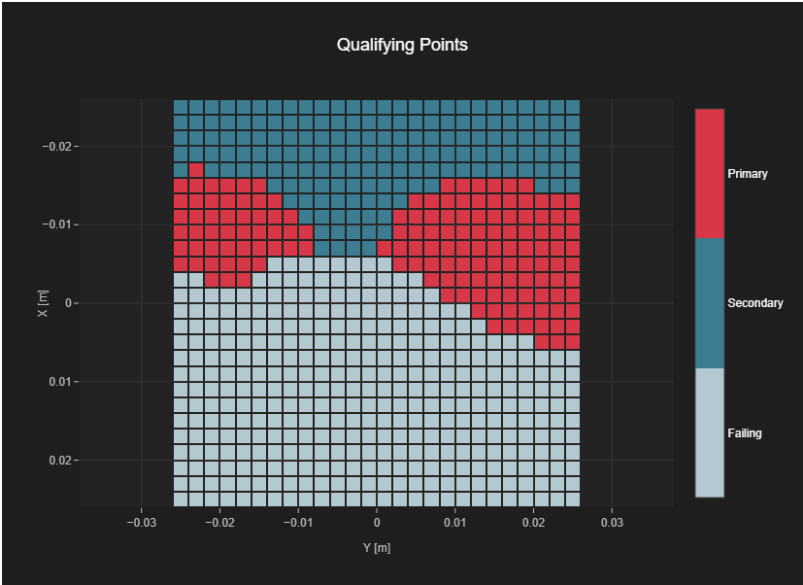 Qualifying Points
−0.02
−0.01
0
0.01
0.02
X [m]
−0.03
−0.02
−0.01
0
0.01
0.02
0.03
Y [m]
Primary
Secondary
Failing